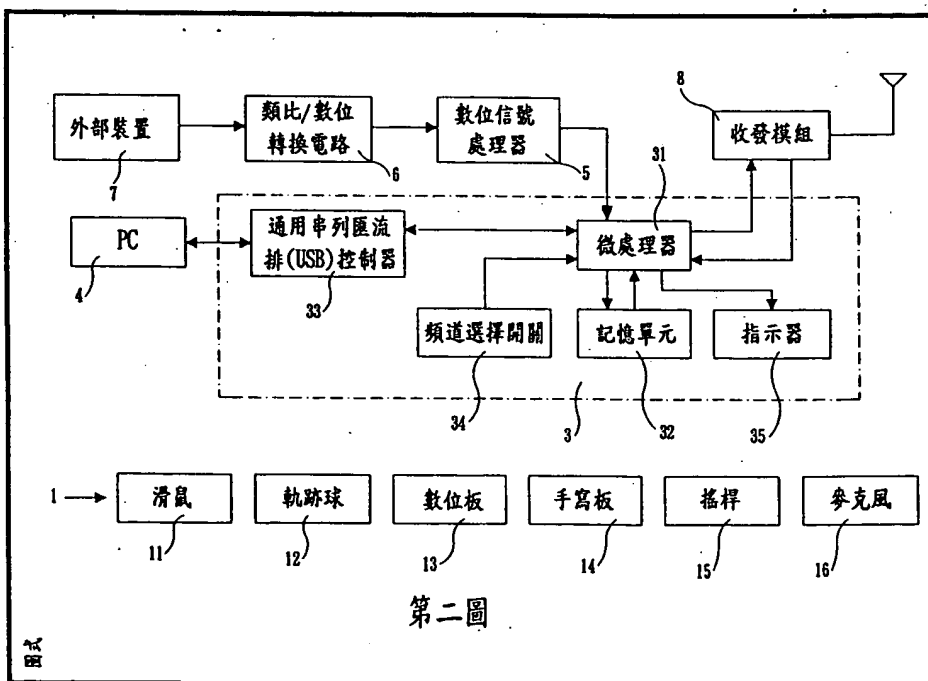 外部裝置
7
類比/數位
轉換電路
6
數位信號
處理器
5
8
收發模組
31
微處理器
PC
4
通用串列匯流
排(USB)控制器
33
頻道選擇開關
34
記憶單元
32
指示器
35
3
1
滑鼠
11
軌跡球
12
數位板
13
手寫板
14
搖桿
15
麥克風
16
第二圖
圖式